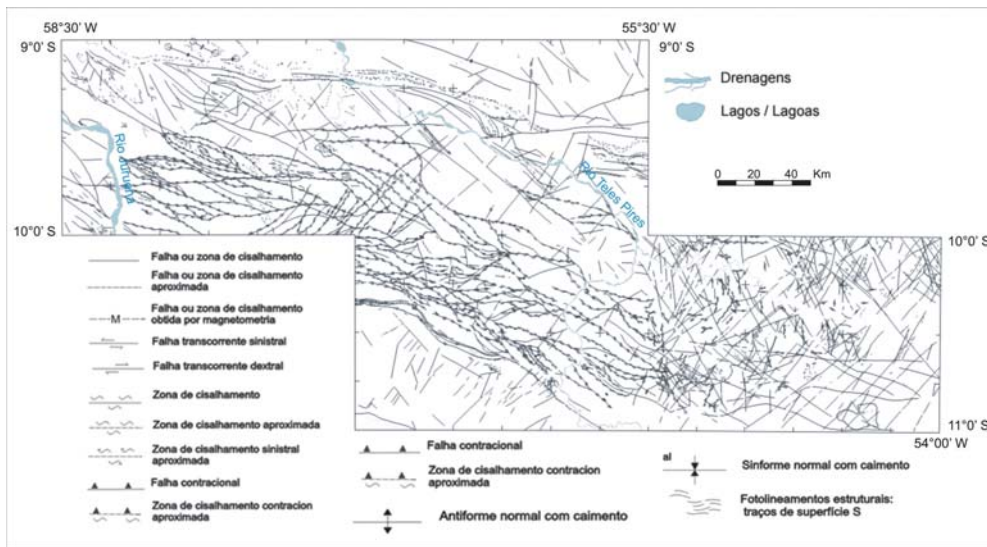 58°30' W
55°30' W
9°0' S
9°0' S
Drenagens
Lagos / Lagoas
Rio Juruena
Rio Teles Pires
0 20 40 Km
10°0' S
10°0' S
Falha ou zona de cisalhamento
Falha ou zona de cisalhamento
aproximada
M
Falha ou zona de cisalhamento
obtida por magnetometria
Falha transcorrente sinistral
Falha transcorrente dextral
Zona de cisalhamento
Zona de cisalhamento aproximada
Zona de cisalhamento sinistral
aproximada
Falha contracional
Zona de cisalhamento contracion
aproximada
Falha contracional
Zona de cisalhamento contracion
aproximada
Antiforme normal com caimento
al
Sinforme normal com caimento
Fotolineamentos estruturais:
traços de superfície S
11°0' S
54°00' W